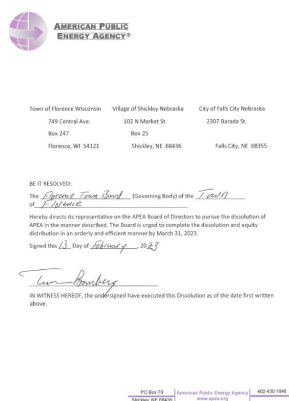 AMERICAN PUBLIC
ENERGY AGENCY®
Town of Florence Wisconsin Village of Shickley Nebraska City of Falls City Nebraska
749 Central Ave. 102 N Market St. 2307 Barada St.
Box 247 Box 25
Florence, WI 54121 Shickley, NE 68436 Falls City, NE 68355
BE IT RESOLVED:
The Florence Town Board (Governing Body) of the Town
of Florence
Hereby directs its representative on the APEA Board of Directors to pursue the dissolution of
APEA in the manner described. The Board is urged to complete the dissolution and equity
distribution in an orderly and efficient manner by March 31, 2023.
Signed this 13 Day of February, 2023
Bomberg
IN WITNESS HEREOF, the undersigned have executed this Dissolution as of the date first written
above.
PO Box 70 American Public Energy Agency 402-430-1846
Shickley, NE 68436 www.apea.org